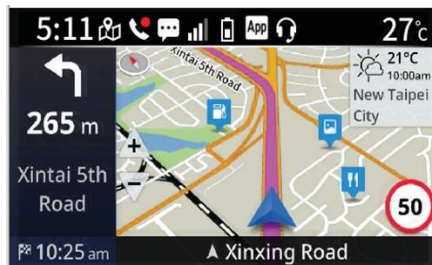 5:11 App 27°c
265 m
Xintai 5th
Road
10:25 am
Xintai 5th Road
21°C
10:00am
New Taipei
City
50
Xinxing Road